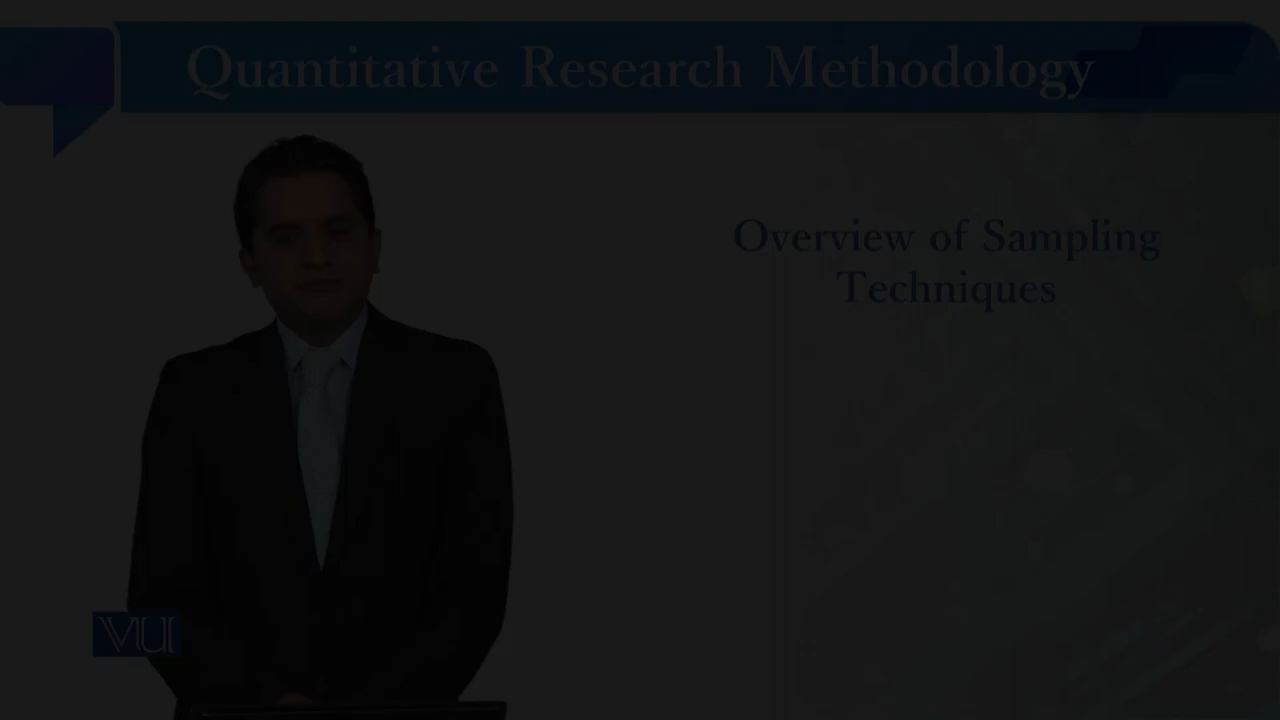 Quantitative Research Methodology
Overview of Sampling
Techniques
VU